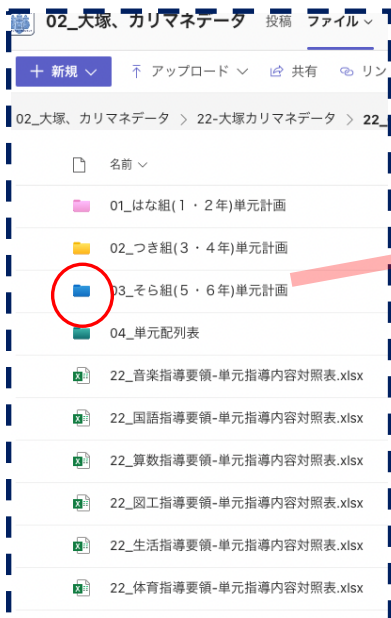 02_大塚、カリマネデータ 投稿 ファイル
+ 新規 アップロード 共有 リン
02_大塚、カリマネデータ > 22-大塚カリマネデータ > 22_
名前
01_はな組(1・2年)単元計画
02_つき組(3・4年)単元計画
03_そら組(5・6年)単元計画
04_単元配列表
22_音楽指導要領-単元指導内容対照表.xlsx
22_国語指導要領-単元指導内容対照表.xlsx
22_算数指導要領-単元指導内容対照表.xlsx
22_図工指導要領-単元指導内容対照表.xlsx
22_生活指導要領-単元指導内容対照表.xlsx
22_体育指導要領-単元指導内容対照表.xlsx